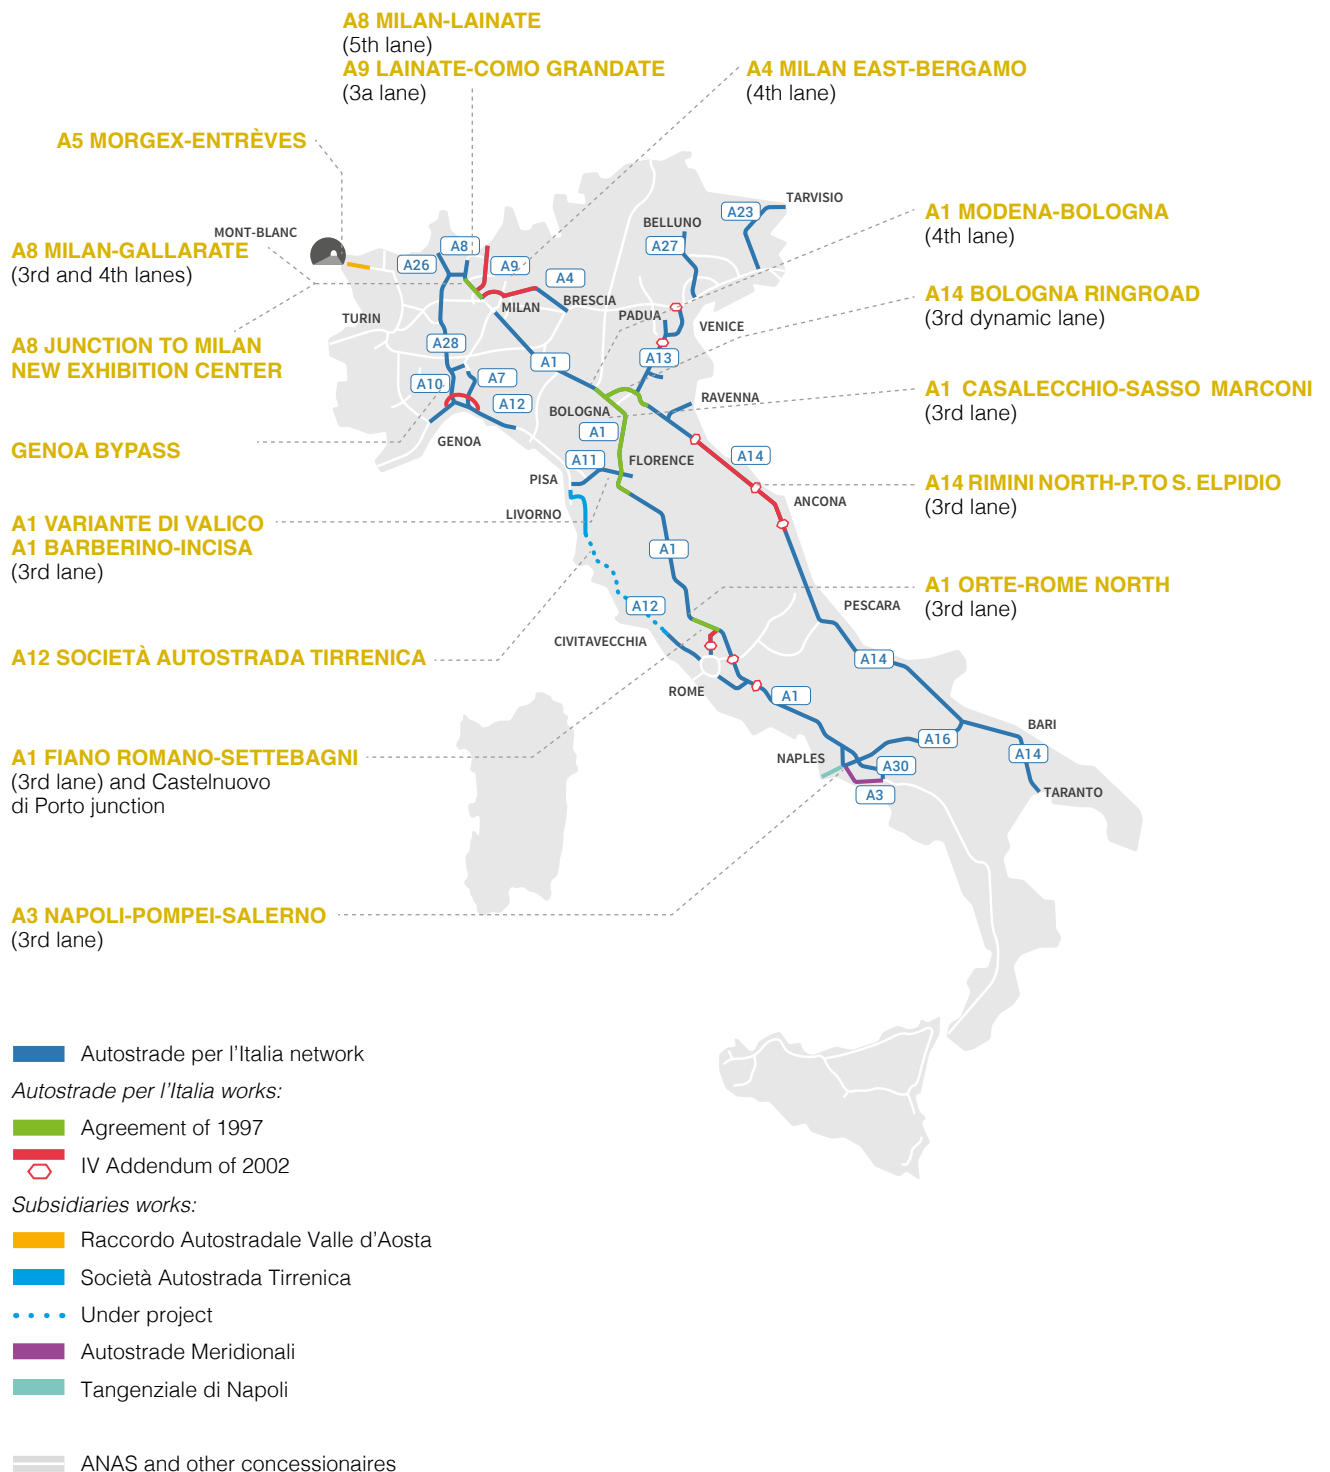 A8 MILAN-LAINATE
(5th lane)
A9 LAINATE-COMO GRANDATE
(3a lane)
A4 MILAN EAST-BERGAMO
(4th lane)
A5 MORGEX-ENTRÈVES
MONT-BLANC
A8 MILAN-GALLARATE
(3rd and 4th lanes)
A8 JUNCTION TO MILAN
NEW EXHIBITION CENTER
GENOA BYPASS
A1 VARIANTE DI VALICO
A1 BARBERINO-INCISA
(3rd lane)
A12 SOCIETÀ AUTOSTRADA TIRRENICA
A1 FIANO ROMANO-SETTEBAGNI
(3rd lane) and Castelnuovo
di Porto junction
A3 NAPOLI-POMPEI-SALERNO
(3rd lane)
A1 MODENA-BOLOGNA
(4th lane)
A14 BOLOGNA RINGROAD
(3rd dynamic lane)
A1 CASALECCHIO-SASSO MARCONI
(3rd lane)
A14 RIMINI NORTH-P.TO S. ELPIDIO
(3rd lane)
A1 ORTE-ROME NORTH
(3rd lane)
TARVISIO
A23
BELLUNO
A27
A8
A26
A9
A4
BRESCIA
MILAN
PADUA
VENICE
TURIN
A28
A1
A13
A10
A7
A12
RAVENNA
BOLOGNA
GENOA
A1
A11
FLORENCE
A14
PISA
ANCONA
LIVORNO
A1
A12
PESCARA
CIVITAVECCHIA
A14
ROME
A1
BARI
A16
NAPLES
A30
A14
A3
TARANTO
Autostrade per l'Italia network
Autostrade per l'Italia works:
Agreement of 1997
IV Addendum of 2002
Subsidiaries works:
Raccordo Autostradale Valle d'Aosta
Società Autostrada Tirrenica
Under project
Autostrade Meridionali
Tangenziale di Napoli
ANAS and other concessionaires